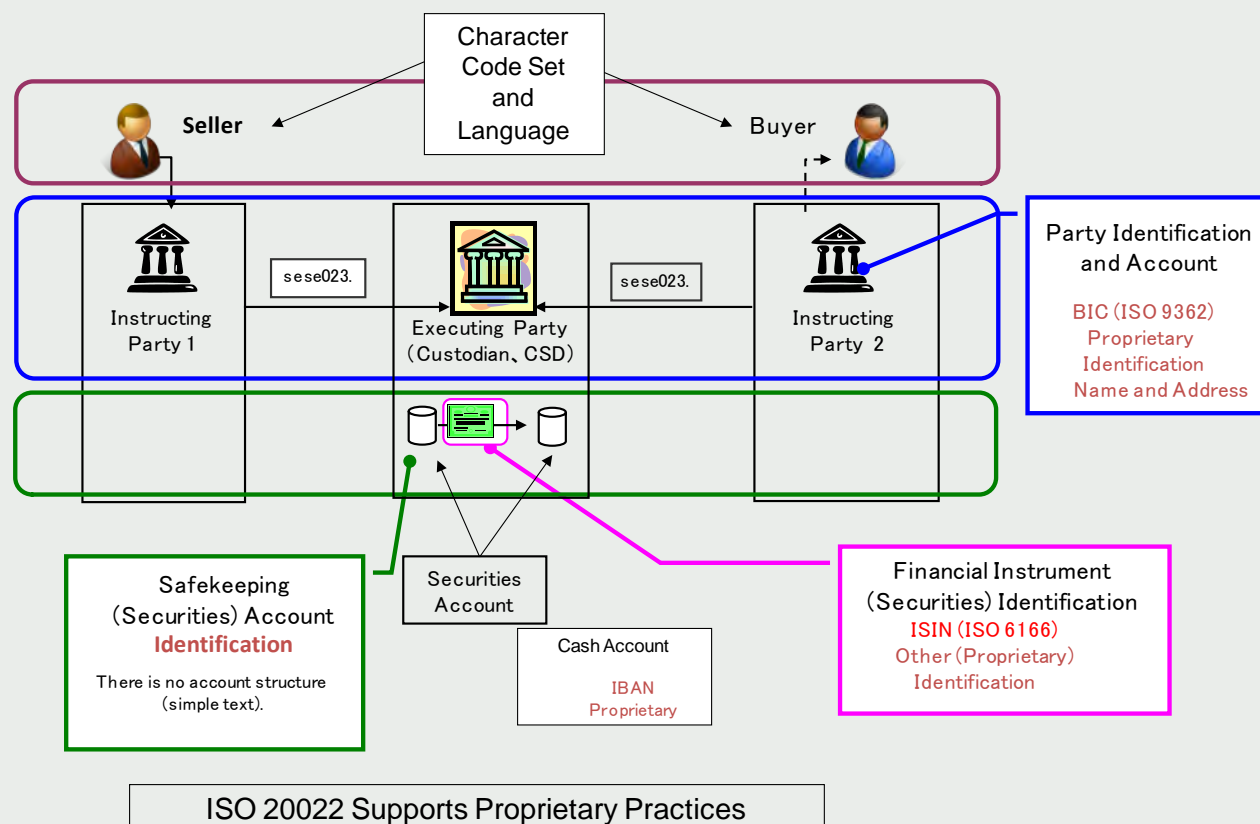 Character
Code Set
and
Language
Seller
Buyer
Instructing
Party 1
sese023.
Executing Party
(Custodian、CSD)
sese023.
Instructing
Party 2
Party Identification
and Account
BIC (ISO 9362)
Proprietary
Identification
Name and Address
Safekeeping
(Securities) Account
Identification
There is no account structure
(simple text).
Securities
Account
Cash Account
IBAN
Proprietary
Financial Instrument
(Securities) Identification
ISIN (ISO 6166)
Other (Proprietary)
Identification
ISO 20022 Supports Proprietary Practices